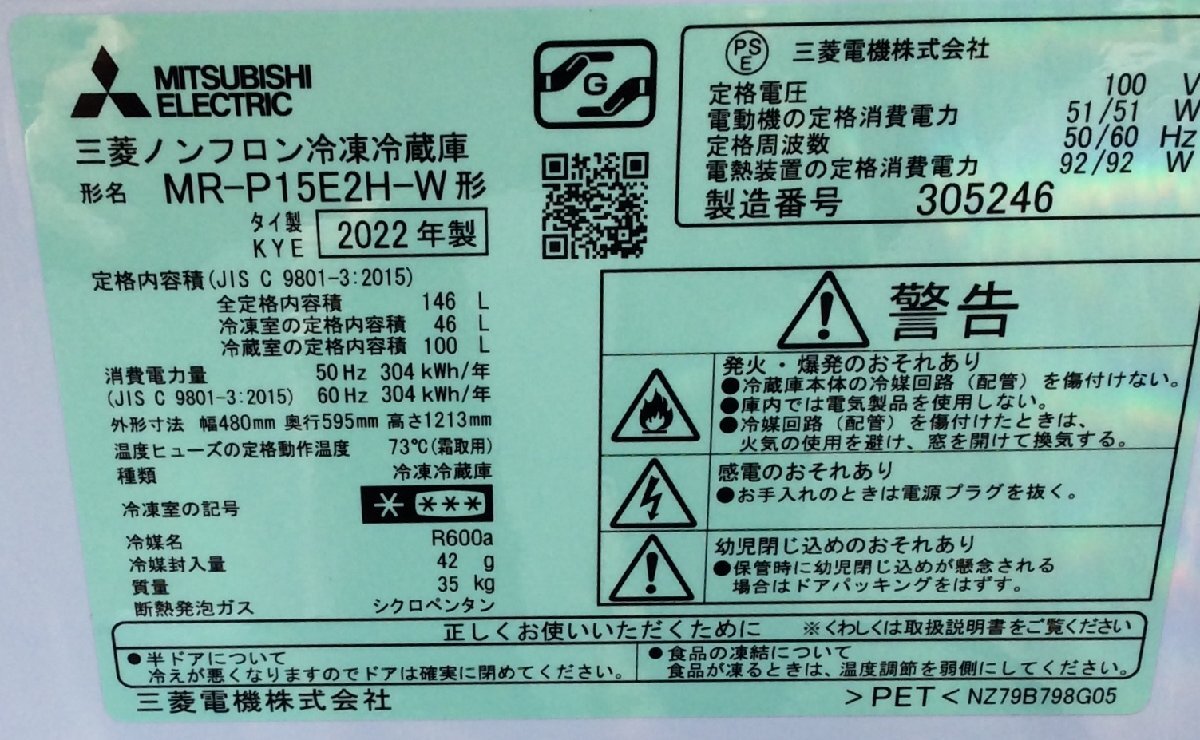 MITSUBISHI
ELECTRIC
三菱ノンフロン冷凍冷蔵庫
形名 MR-P15E2H-W 形
タイ製
KYE
2022 年製
定格内容積(JIS C 9801-3:2015)
全定格内容積 146 L
冷凍室の定格内容積 46 L
冷蔵室の定格内容積 100 L
消費電力量 50 Hz 304 kWh/年
(JIS C 9801-3:2015) 60 Hz 304 kWh/年
外形寸法 幅480mm 奥行595mm 高さ1213mm
温度ヒューズの定格動作温度 73℃(霜取用)
種類 冷凍冷蔵庫
冷凍室の記号 * ***
冷媒名 R600a
冷媒封入量 42 g
質量 35 kg
断熱発泡ガス シクロペンタン
G
PS
E
三菱電機株式会社
定格電圧 100 V
電動機の定格消費電力 51/51 W
定格周波数 50/60 Hz
電熱装置の定格消費電力 92/92 W
製造番号 305246
警告
発火・爆発のおそれあり
●冷蔵庫本体の冷媒回路(配管)を傷付けない。
●庫内では電気製品を使用しない。
●冷媒回路(配管)を傷付けたときは、
火気の使用を避け、窓を開けて換気する。
感電のおそれあり
●お手入れのときは電源プラグを抜く。
幼児閉じ込めのおそれあり
●保管時に幼児閉じ込めが懸念される
場合はドアパッキングをはずす。
正しくお使いいただくために ※くわしくは取扱説明書をご覧ください
●半ドアについて
冷えが悪くなりますのでドアは確実に閉めてください。
●食品の凍結について
食品が凍るときは、温度調節を弱側にしてください。
三菱電機株式会社
>PET< NZ79B798G05